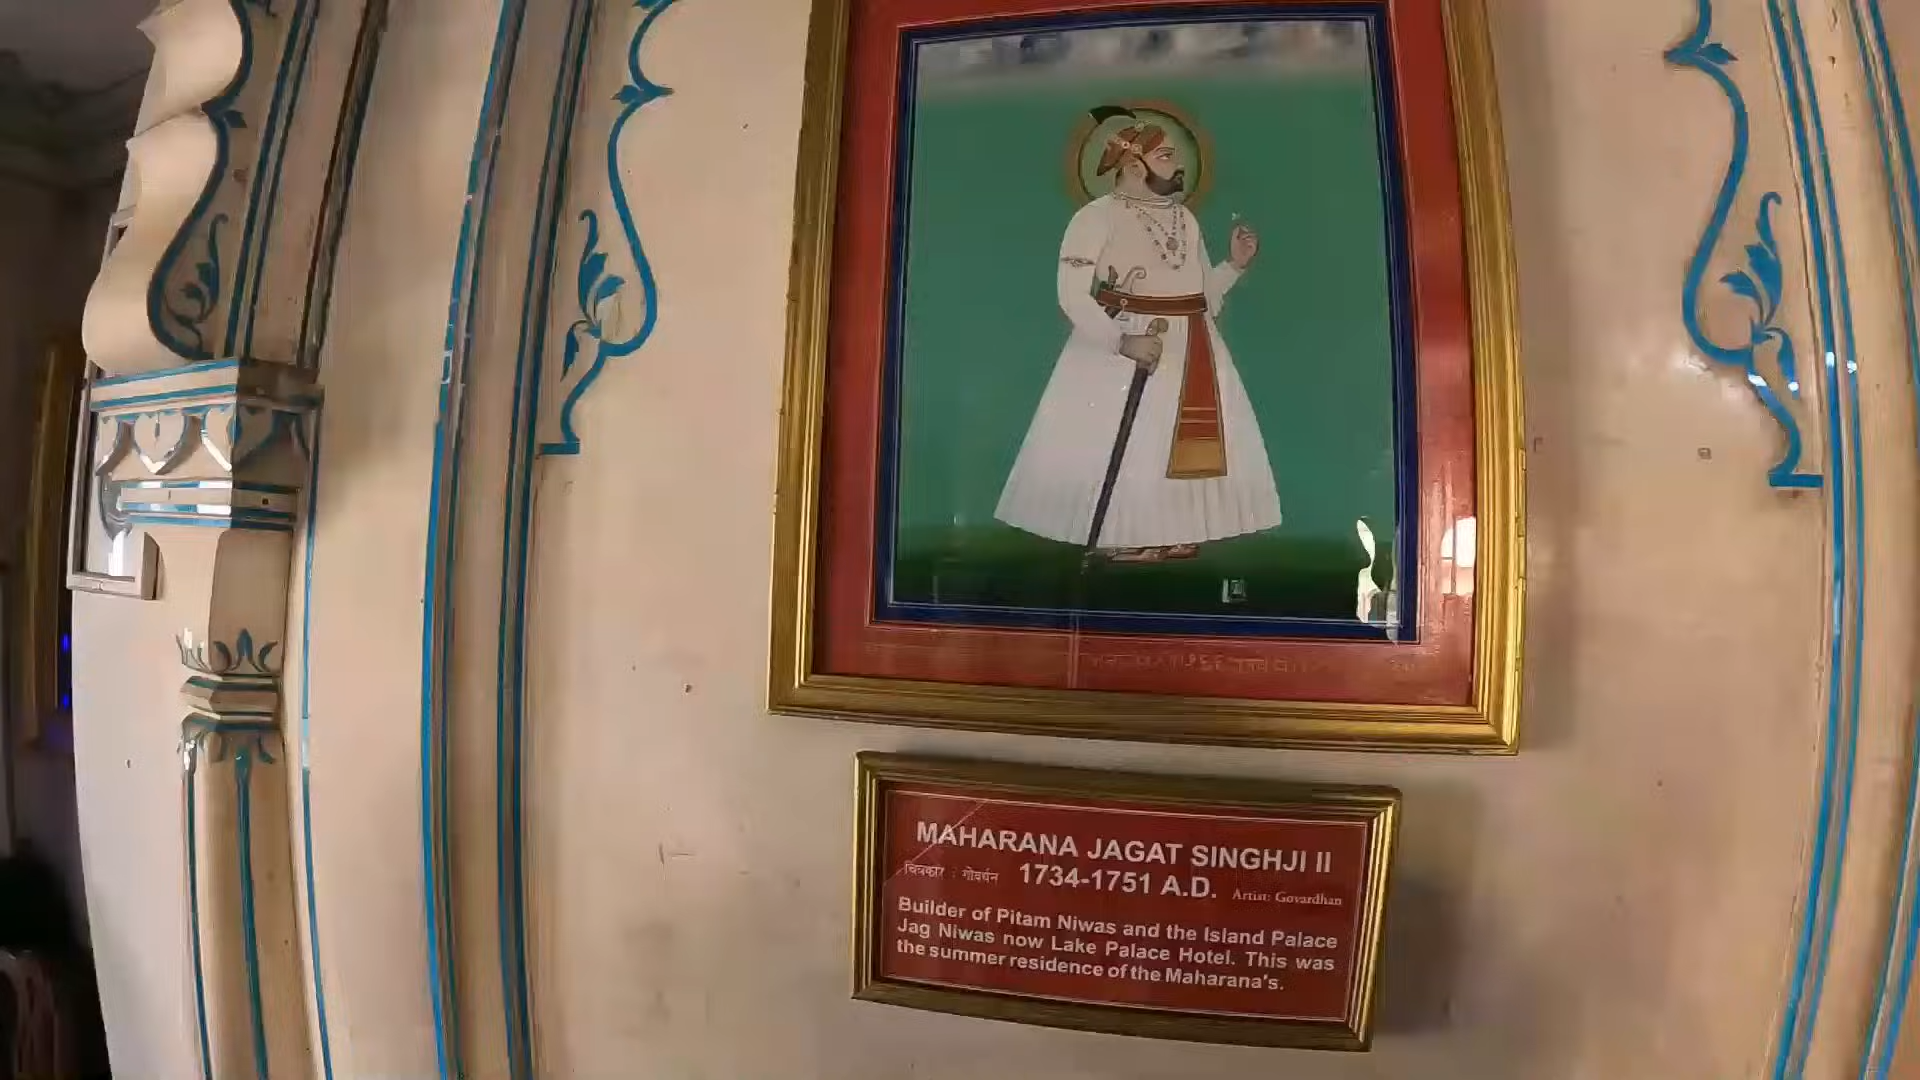 MAHARANA JAGAT SINGHJI II
चित्रकार : गोवर्धन 1734-1751 A.D. Artist: Govardhan
Builder of Pitam Niwas and the Island Palace
Jag Niwas now Lake Palace Hotel. This was
the summer residence of the Maharana's.